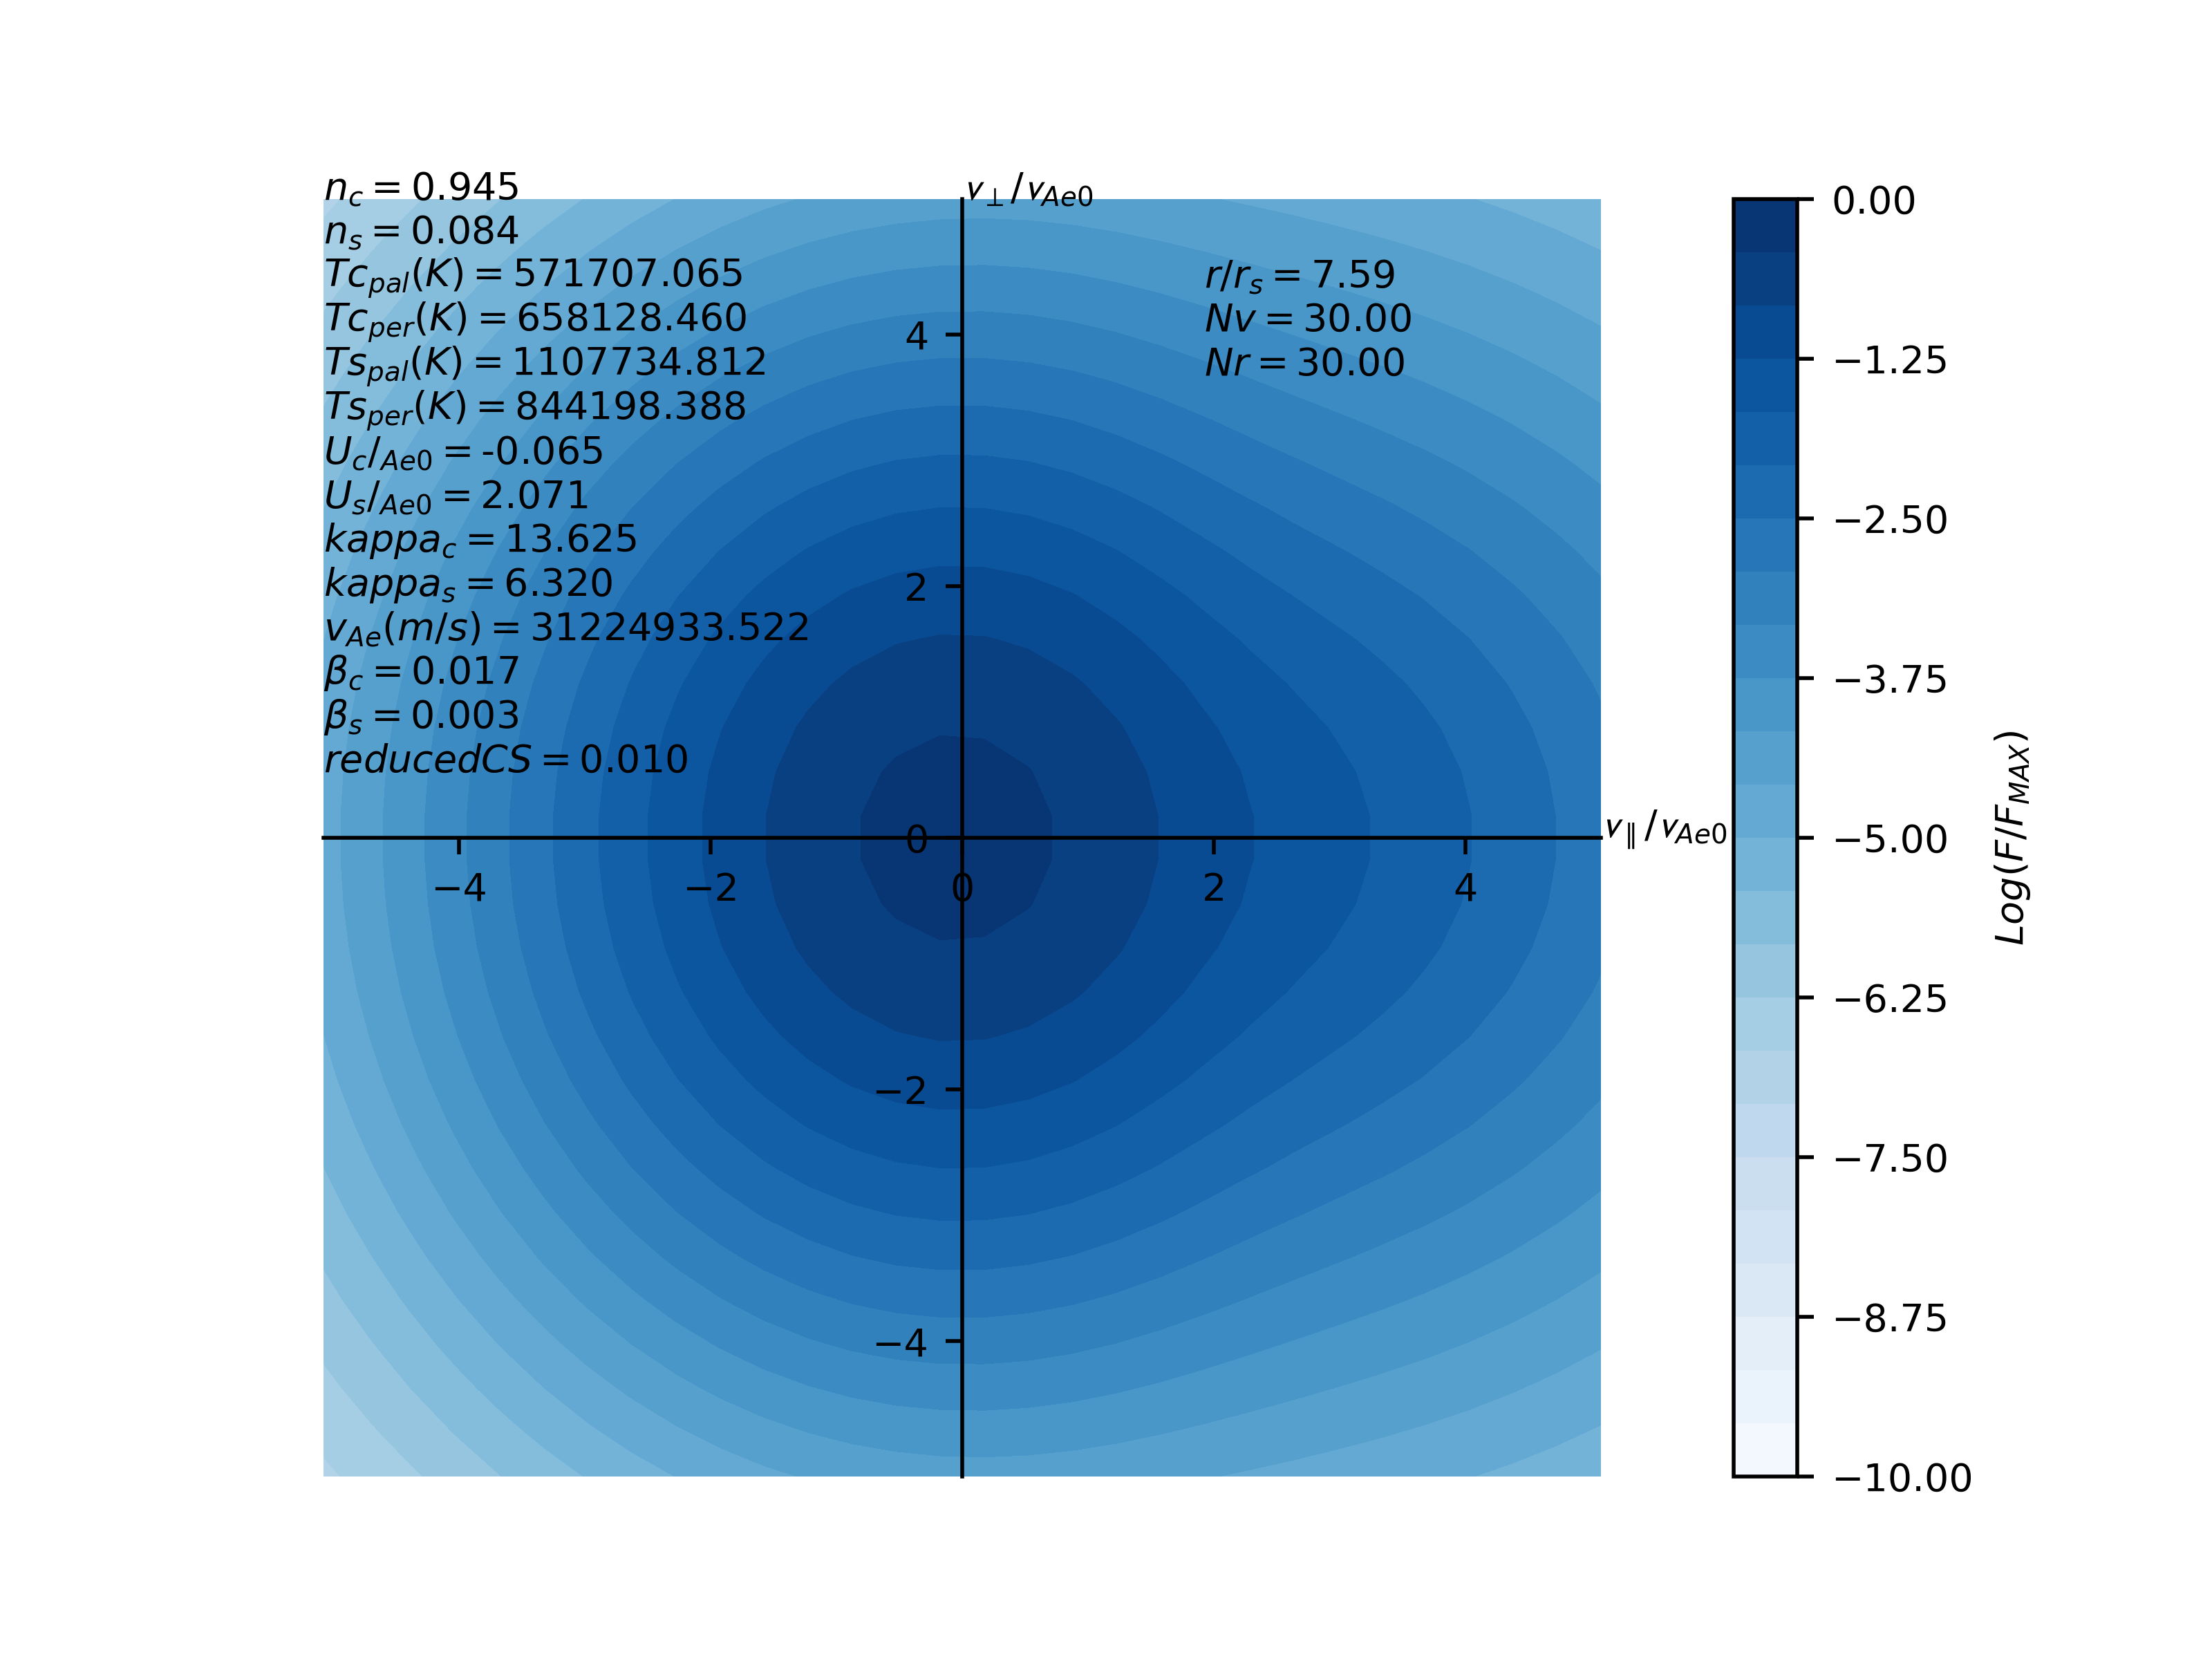 n_c = 0.945
n_s = 0.084
Tc_pal(K) = 571707.065
Tc_per(K) = 658128.460
Ts_pal(K) = 1107734.812
Ts_per(K) = 844198.388
U_c/_Ae0 = -0.065
U_s/_Ae0 = 2.071
kappa_c = 13.625
kappa_s = 6.320
v_Ae(m/s) = 31224933.522
β_c = 0.017
β_s = 0.003
reducedCS = 0.010
v_⊥/v_Ae0
r/r_s = 7.59
Nv = 30.00
Nr = 30.00
4
2
0
−2
−4
−4
−2
0
2
4
v_∥/v_Ae0
0.00
−1.25
−2.50
−3.75
−5.00
−6.25
−7.50
−8.75
−10.00
Log(F/F_MAX)